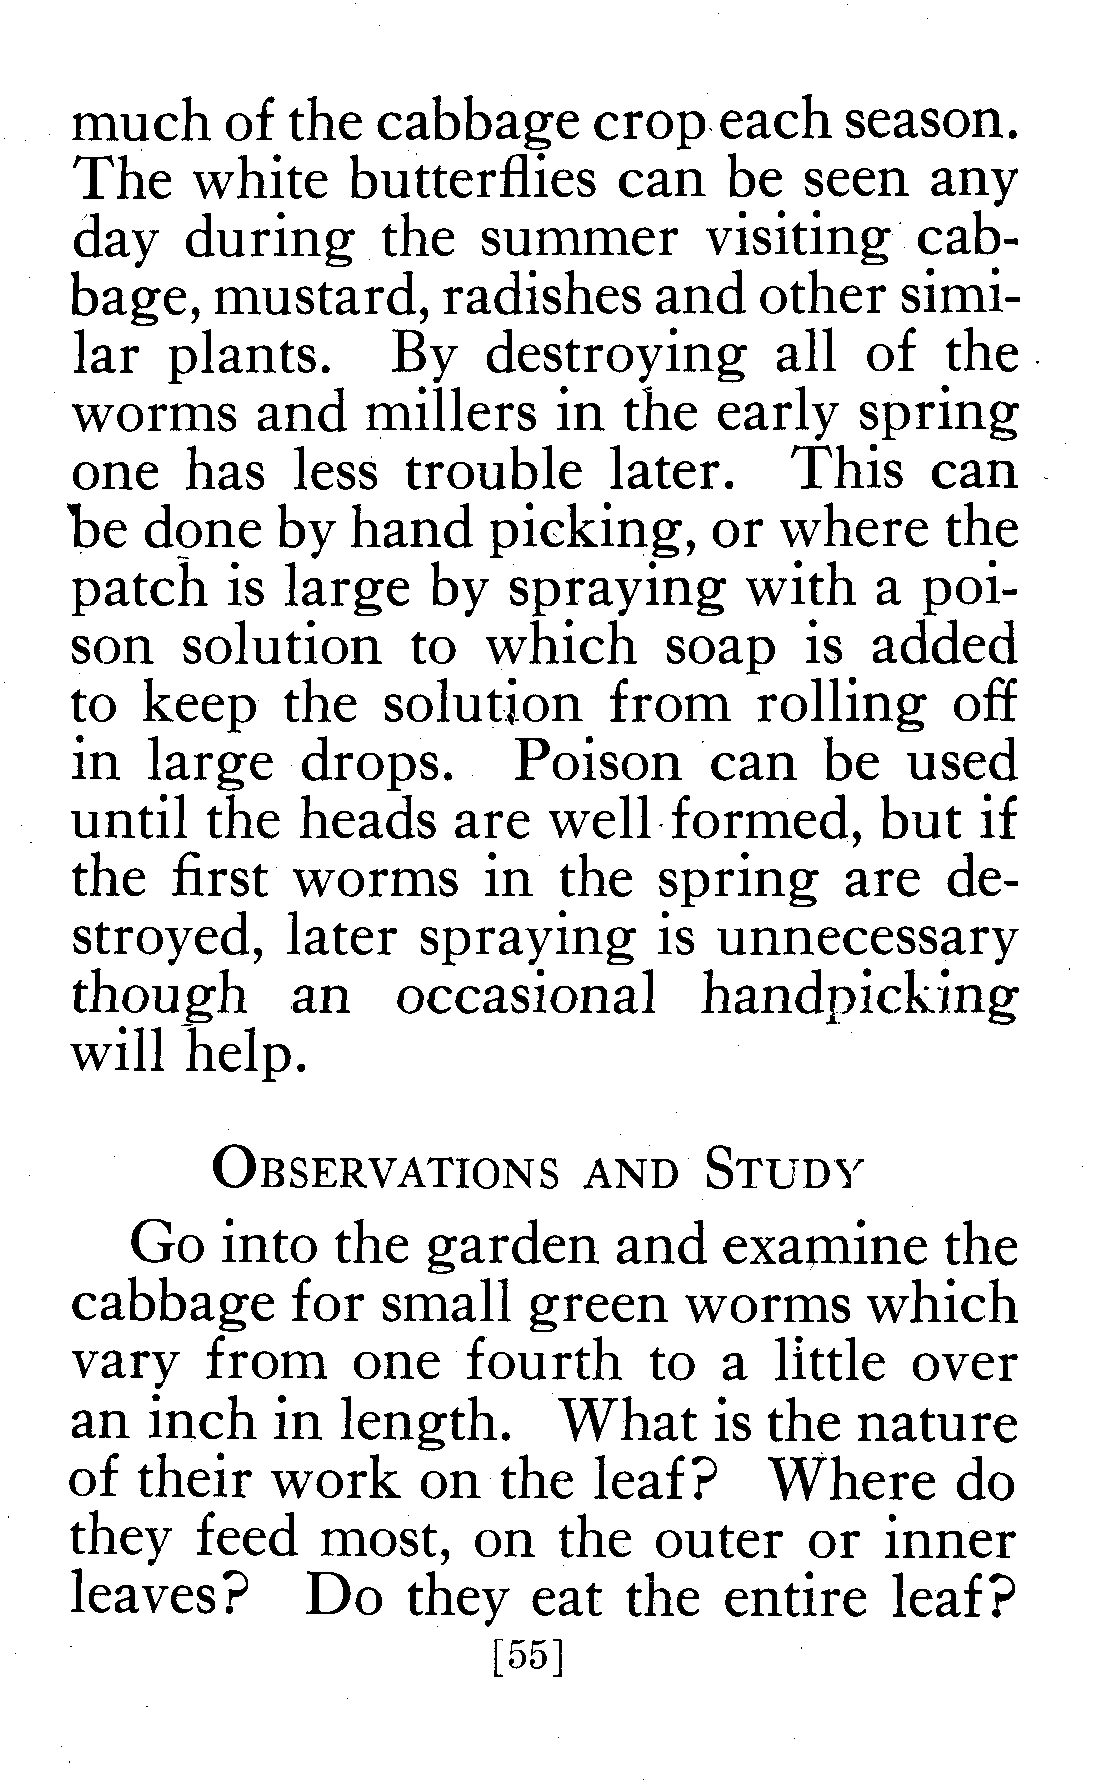 much of the cabbage crop each season.
The white butterflies can be seen any
day during the summer visiting cab-
bage, mustard, radishes and other simi-
lar plants. By destroying all of the
worms and millers in the early spring
one has less trouble later. This can
be done by hand picking, or where the
patch is large by spraying with a poi-
son solution to which soap is added
to keep the solution from rolling off
in large drops. Poison can be used
until the heads are well formed, but if
the first worms in the spring are de-
stroyed, later spraying is unnecessary
though an occasional handpicking
will help.
OBSERVATIONS AND STUDY
Go into the garden and examine the
cabbage for small green worms which
vary from one fourth to a little over
an inch in length. What is the nature
of their work on the leaf? Where do
they feed most, on the outer or inner
leaves? Do they eat the entire leaf?
[55]